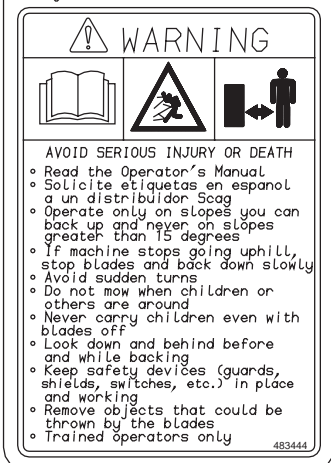 WARNING
AVOID SERIOUS INJURY OR DEATH
° Read the Operator's Manual
° Solicite etiquetas en espanol
a un distribuidor Scag
° Operate only on slopes you can
back up and never on slopes
greater than 15 degrees
° If machine stops going uphill,
stop blades and back down slowly
° Avoid sudden turns
° Do not mow when children or
others are around
° Never carry children even with
blades off
° Look down and behind before
and while backing
° Keep safety devices (guards,
shields, switches, etc.) in place
and working
° Remove objects that could be
thrown by the blades
° Trained operators only
483444